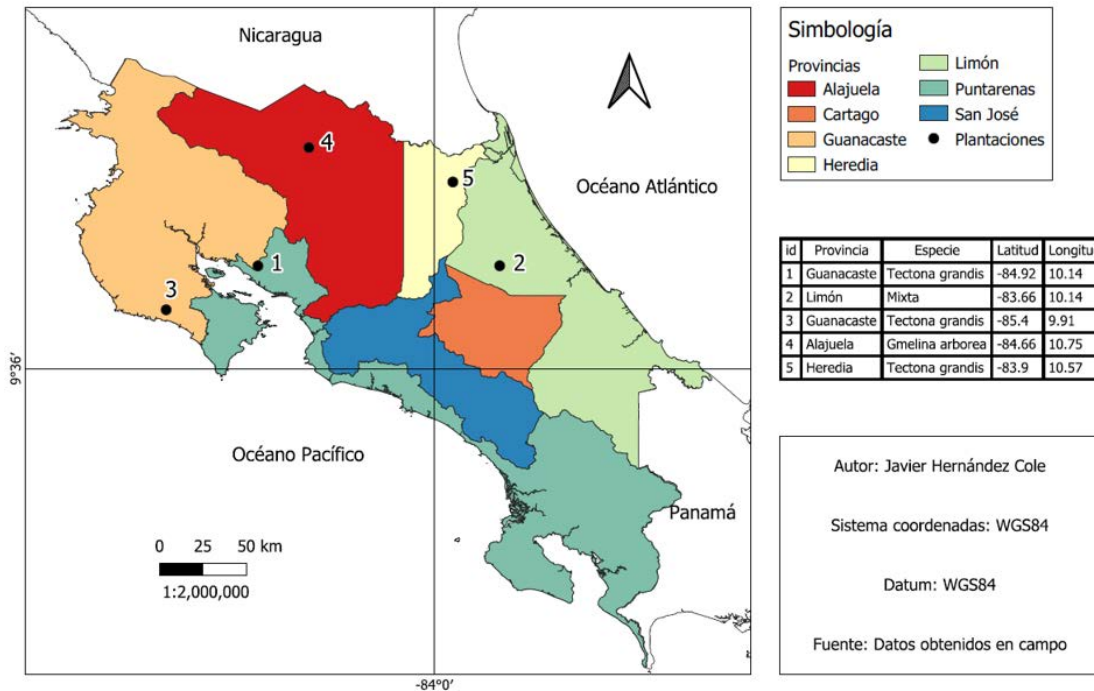 Nicaragua
Océano Atlántico
Océano Pacífico
Panamá
4
5
1
2
3
9°36'
-84°0'
0 25 50 km
1:2,000,000
Simbología
Provincias
Alajuela
Cartago
Guanacaste
Heredia
Limón
Puntarenas
San José
Plantaciones
id Provincia Especie Latitud Longitud
1 Guanacaste Tectona grandis -84.92 10.14
2 Limón Mixta -83.66 10.14
3 Guanacaste Tectona grandis -85.4 9.91
4 Alajuela Gmelina arborea -84.66 10.75
5 Heredia Tectona grandis -83.9 10.57
Autor: Javier Hernández Cole
Sistema coordenadas: WGS84
Datum: WGS84
Fuente: Datos obtenidos en campo